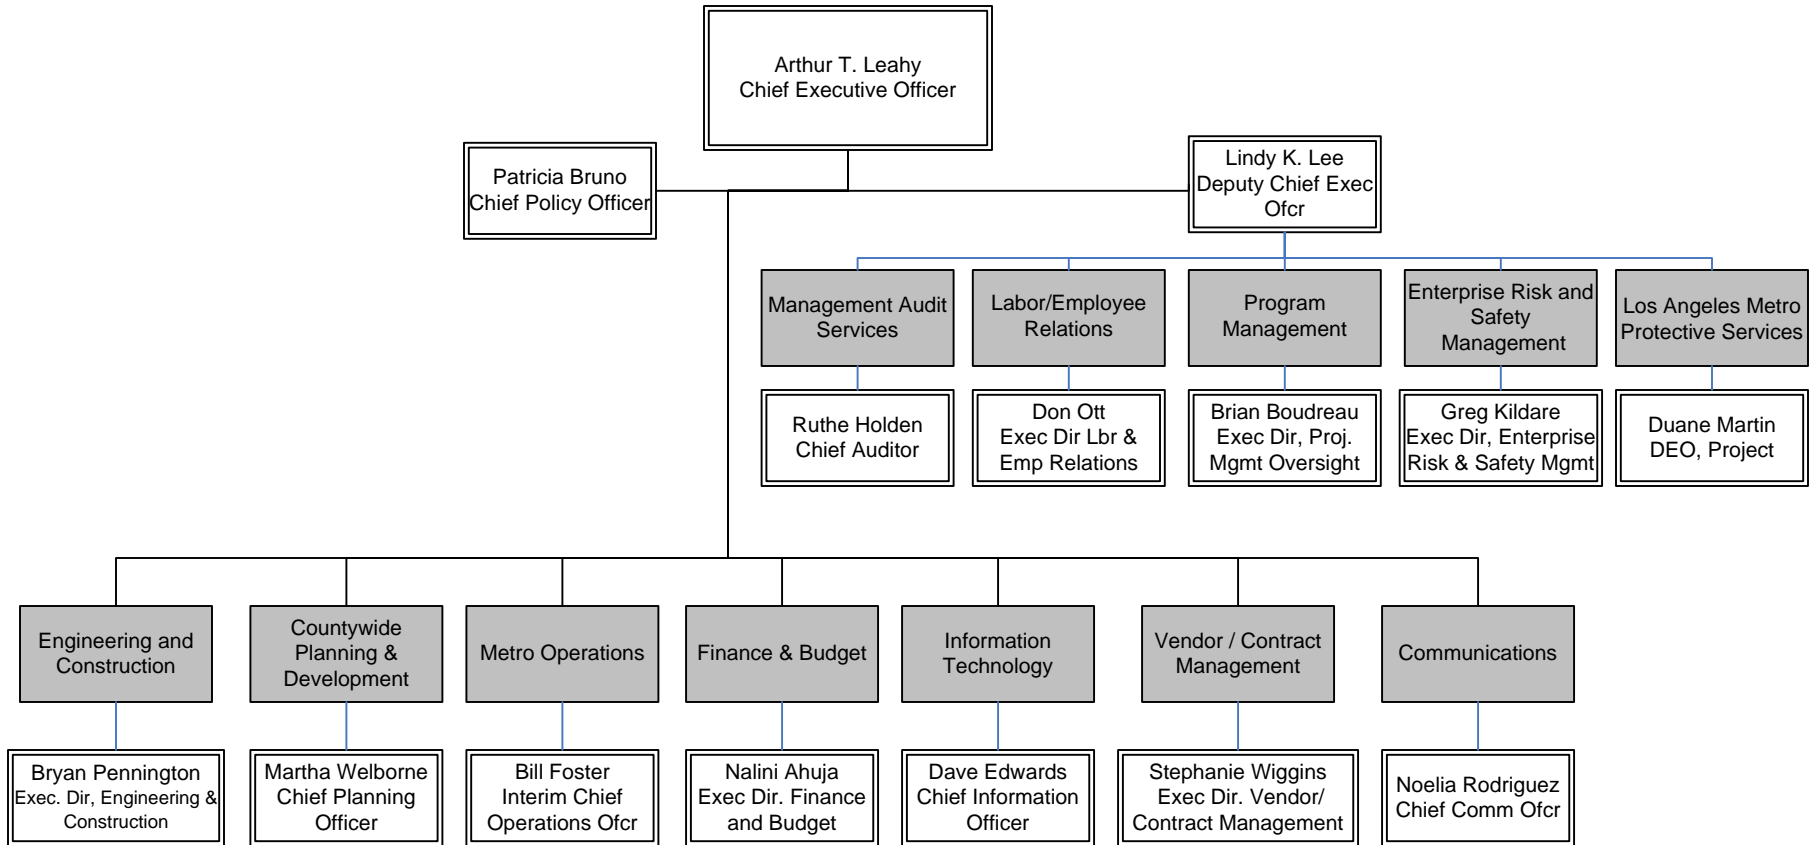 Arthur T. Leahy
Chief Executive Officer
Patricia Bruno
Chief Policy Officer
Lindy K. Lee
Deputy Chief Exec
Ofcr
Management Audit
Services
Labor/Employee
Relations
Program
Management
Enterprise Risk and
Safety
Management
Los Angeles Metro
Protective Services
Ruthe Holden
Chief Auditor
Don Ott
Exec Dir Lbr &
Emp Relations
Brian Boudreau
Exec Dir, Proj.
Mgmt Oversight
Greg Kildare
Exec Dir, Enterprise
Risk & Safety Mgmt
Duane Martin
DEO, Project
Engineering and
Construction
Countywide
Planning &
Development
Metro Operations
Finance & Budget
Information
Technology
Vendor / Contract
Management
Communications
Bryan Pennington
Exec. Dir, Engineering &
Construction
Martha Welborne
Chief Planning
Officer
Bill Foster
Interim Chief
Operations Ofcr
Nalini Ahuja
Exec Dir. Finance
and Budget
Dave Edwards
Chief Information
Officer
Stephanie Wiggins
Exec Dir. Vendor/
Contract Management
Noelia Rodriguez
Chief Comm Ofcr